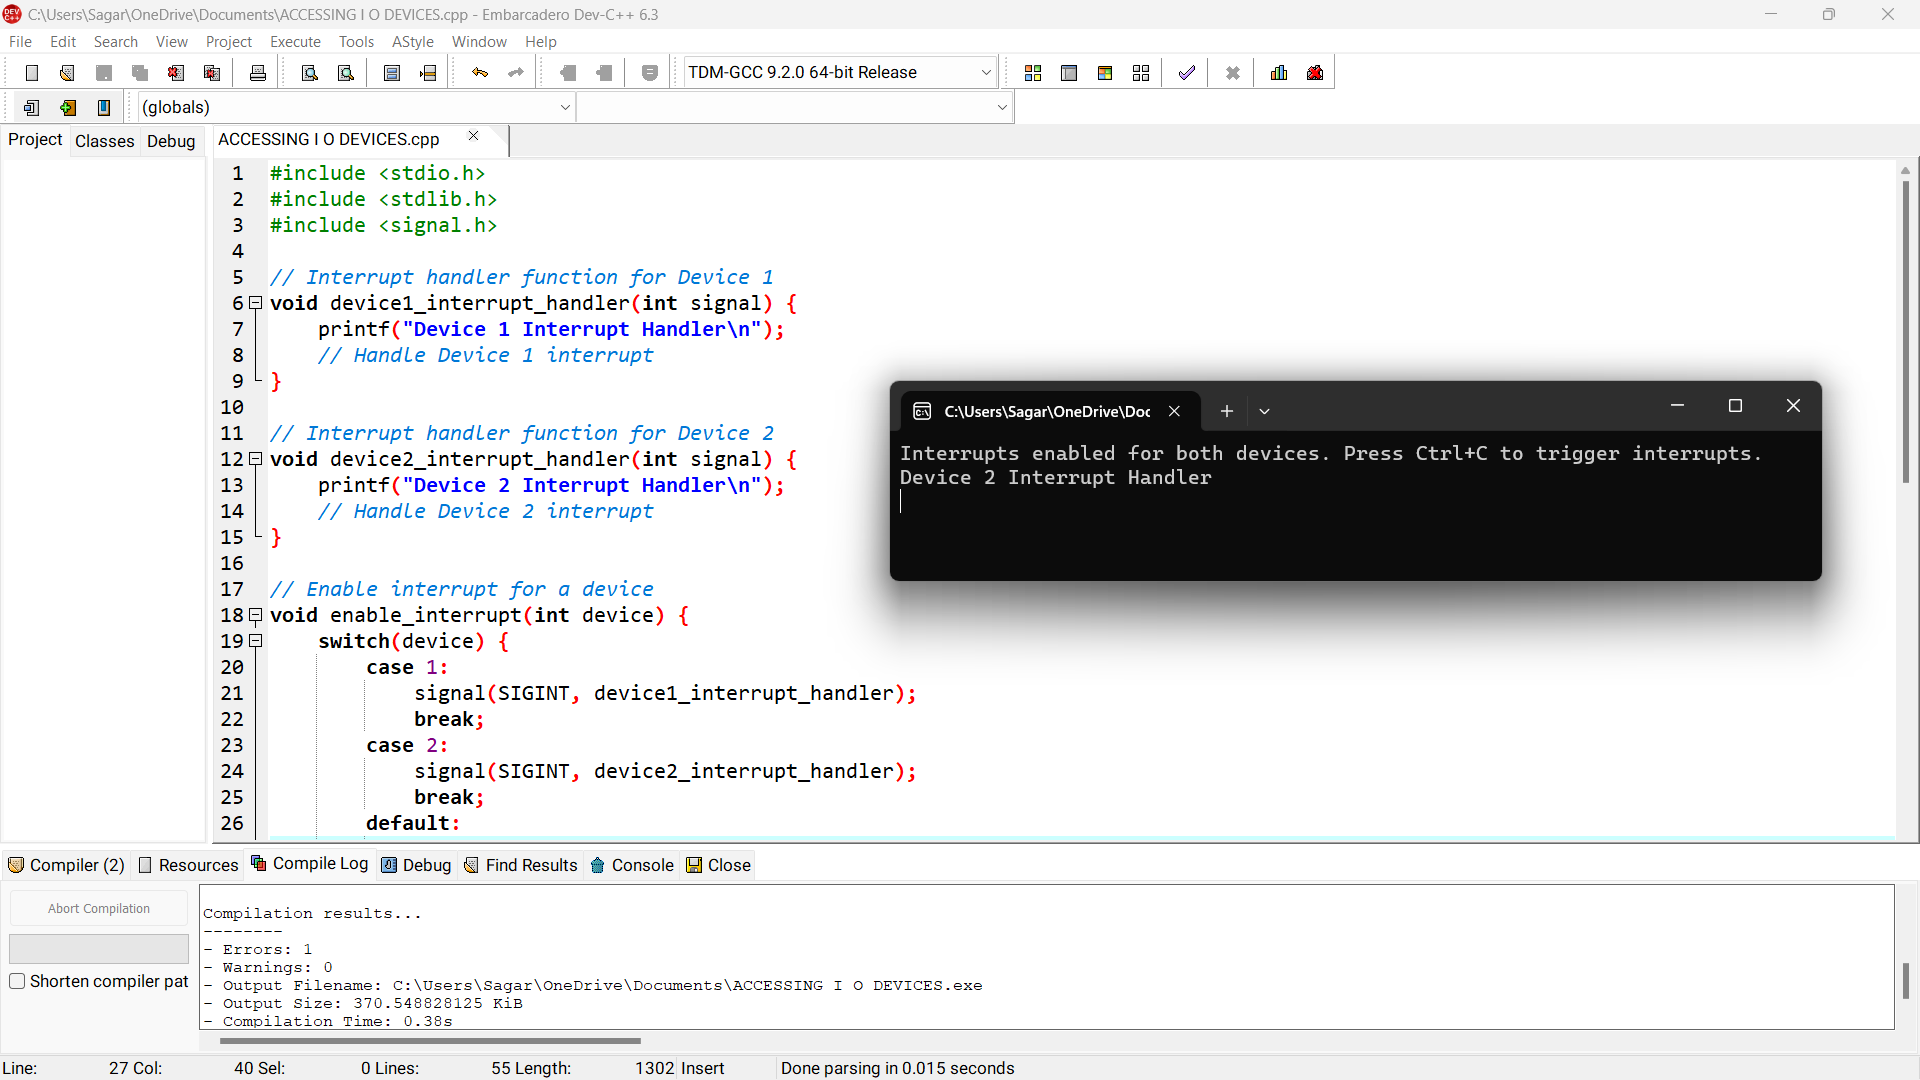 C:\Users\Sagar\OneDrive\Documents\ACCESSING I O DEVICES.cpp - Embarcadero Dev-C++ 6.3
File Edit Search View Project Execute Tools AStyle Window Help
TDM-GCC 9.2.0 64-bit Release
(globals)
Project Classes Debug
ACCESSING I O DEVICES.cpp
1 #include <stdio.h>
2 #include <stdlib.h>
3 #include <signal.h>
4
5 // Interrupt handler function for Device 1
6 void device1_interrupt_handler(int signal) {
7 printf("Device 1 Interrupt Handler\n");
8 // Handle Device 1 interrupt
9 }
10
11 // Interrupt handler function for Device 2
12 void device2_interrupt_handler(int signal) {
13 printf("Device 2 Interrupt Handler\n");
14 // Handle Device 2 interrupt
15 }
16
17 // Enable interrupt for a device
18 void enable_interrupt(int device) {
19 switch(device) {
20 case 1:
21 signal(SIGINT, device1_interrupt_handler);
22 break;
23 case 2:
24 signal(SIGINT, device2_interrupt_handler);
25 break;
26 default:
C:\Users\Sagar\OneDrive\Doc
Interrupts enabled for both devices. Press Ctrl+C to trigger interrupts.
Device 2 Interrupt Handler
Compiler (2) Resources Compile Log Debug Find Results Console Close
Abort Compilation
Shorten compiler pat
Compilation results...
--------
- Errors: 1
- Warnings: 0
- Output Filename: C:\Users\Sagar\OneDrive\Documents\ACCESSING I O DEVICES.exe
- Output Size: 370.548828125 KiB
- Compilation Time: 0.38s
Line: 27 Col: 40 Sel: 0 Lines: 55 Length: 1302 Insert Done parsing in 0.015 seconds